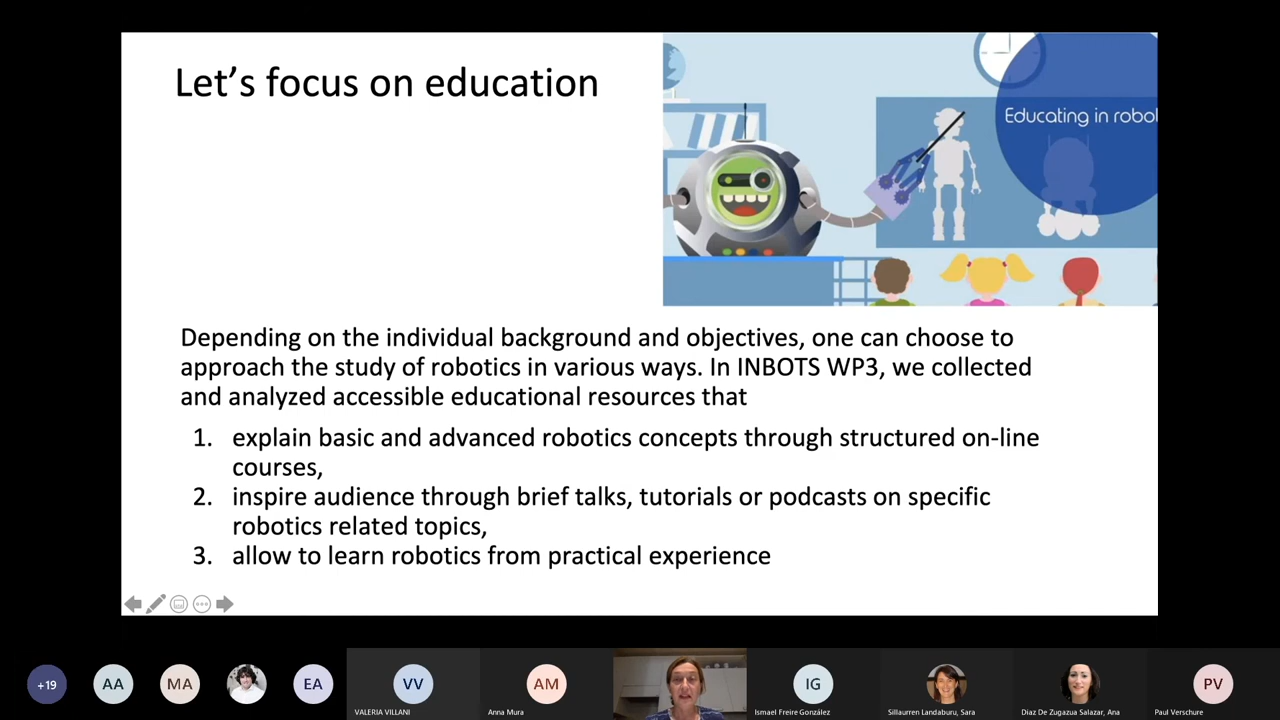 Let's focus on education
Educating in robot
Depending on the individual background and objectives, one can choose to
approach the study of robotics in various ways. In INBOTS WP3, we collected
and analyzed accessible educational resources that
1. explain basic and advanced robotics concepts through structured on-line
courses,
2. inspire audience through brief talks, tutorials or podcasts on specific
robotics related topics,
3. allow to learn robotics from practical experience
+19
AA
MA
EA
VV
AM
IG
PV
VALERIA VILLANI
Anna Mura
Ismael Freire González
Sillaurren Landaburu, Sara
Díaz De Zugazua Salazar, Ana
Paul Verschure